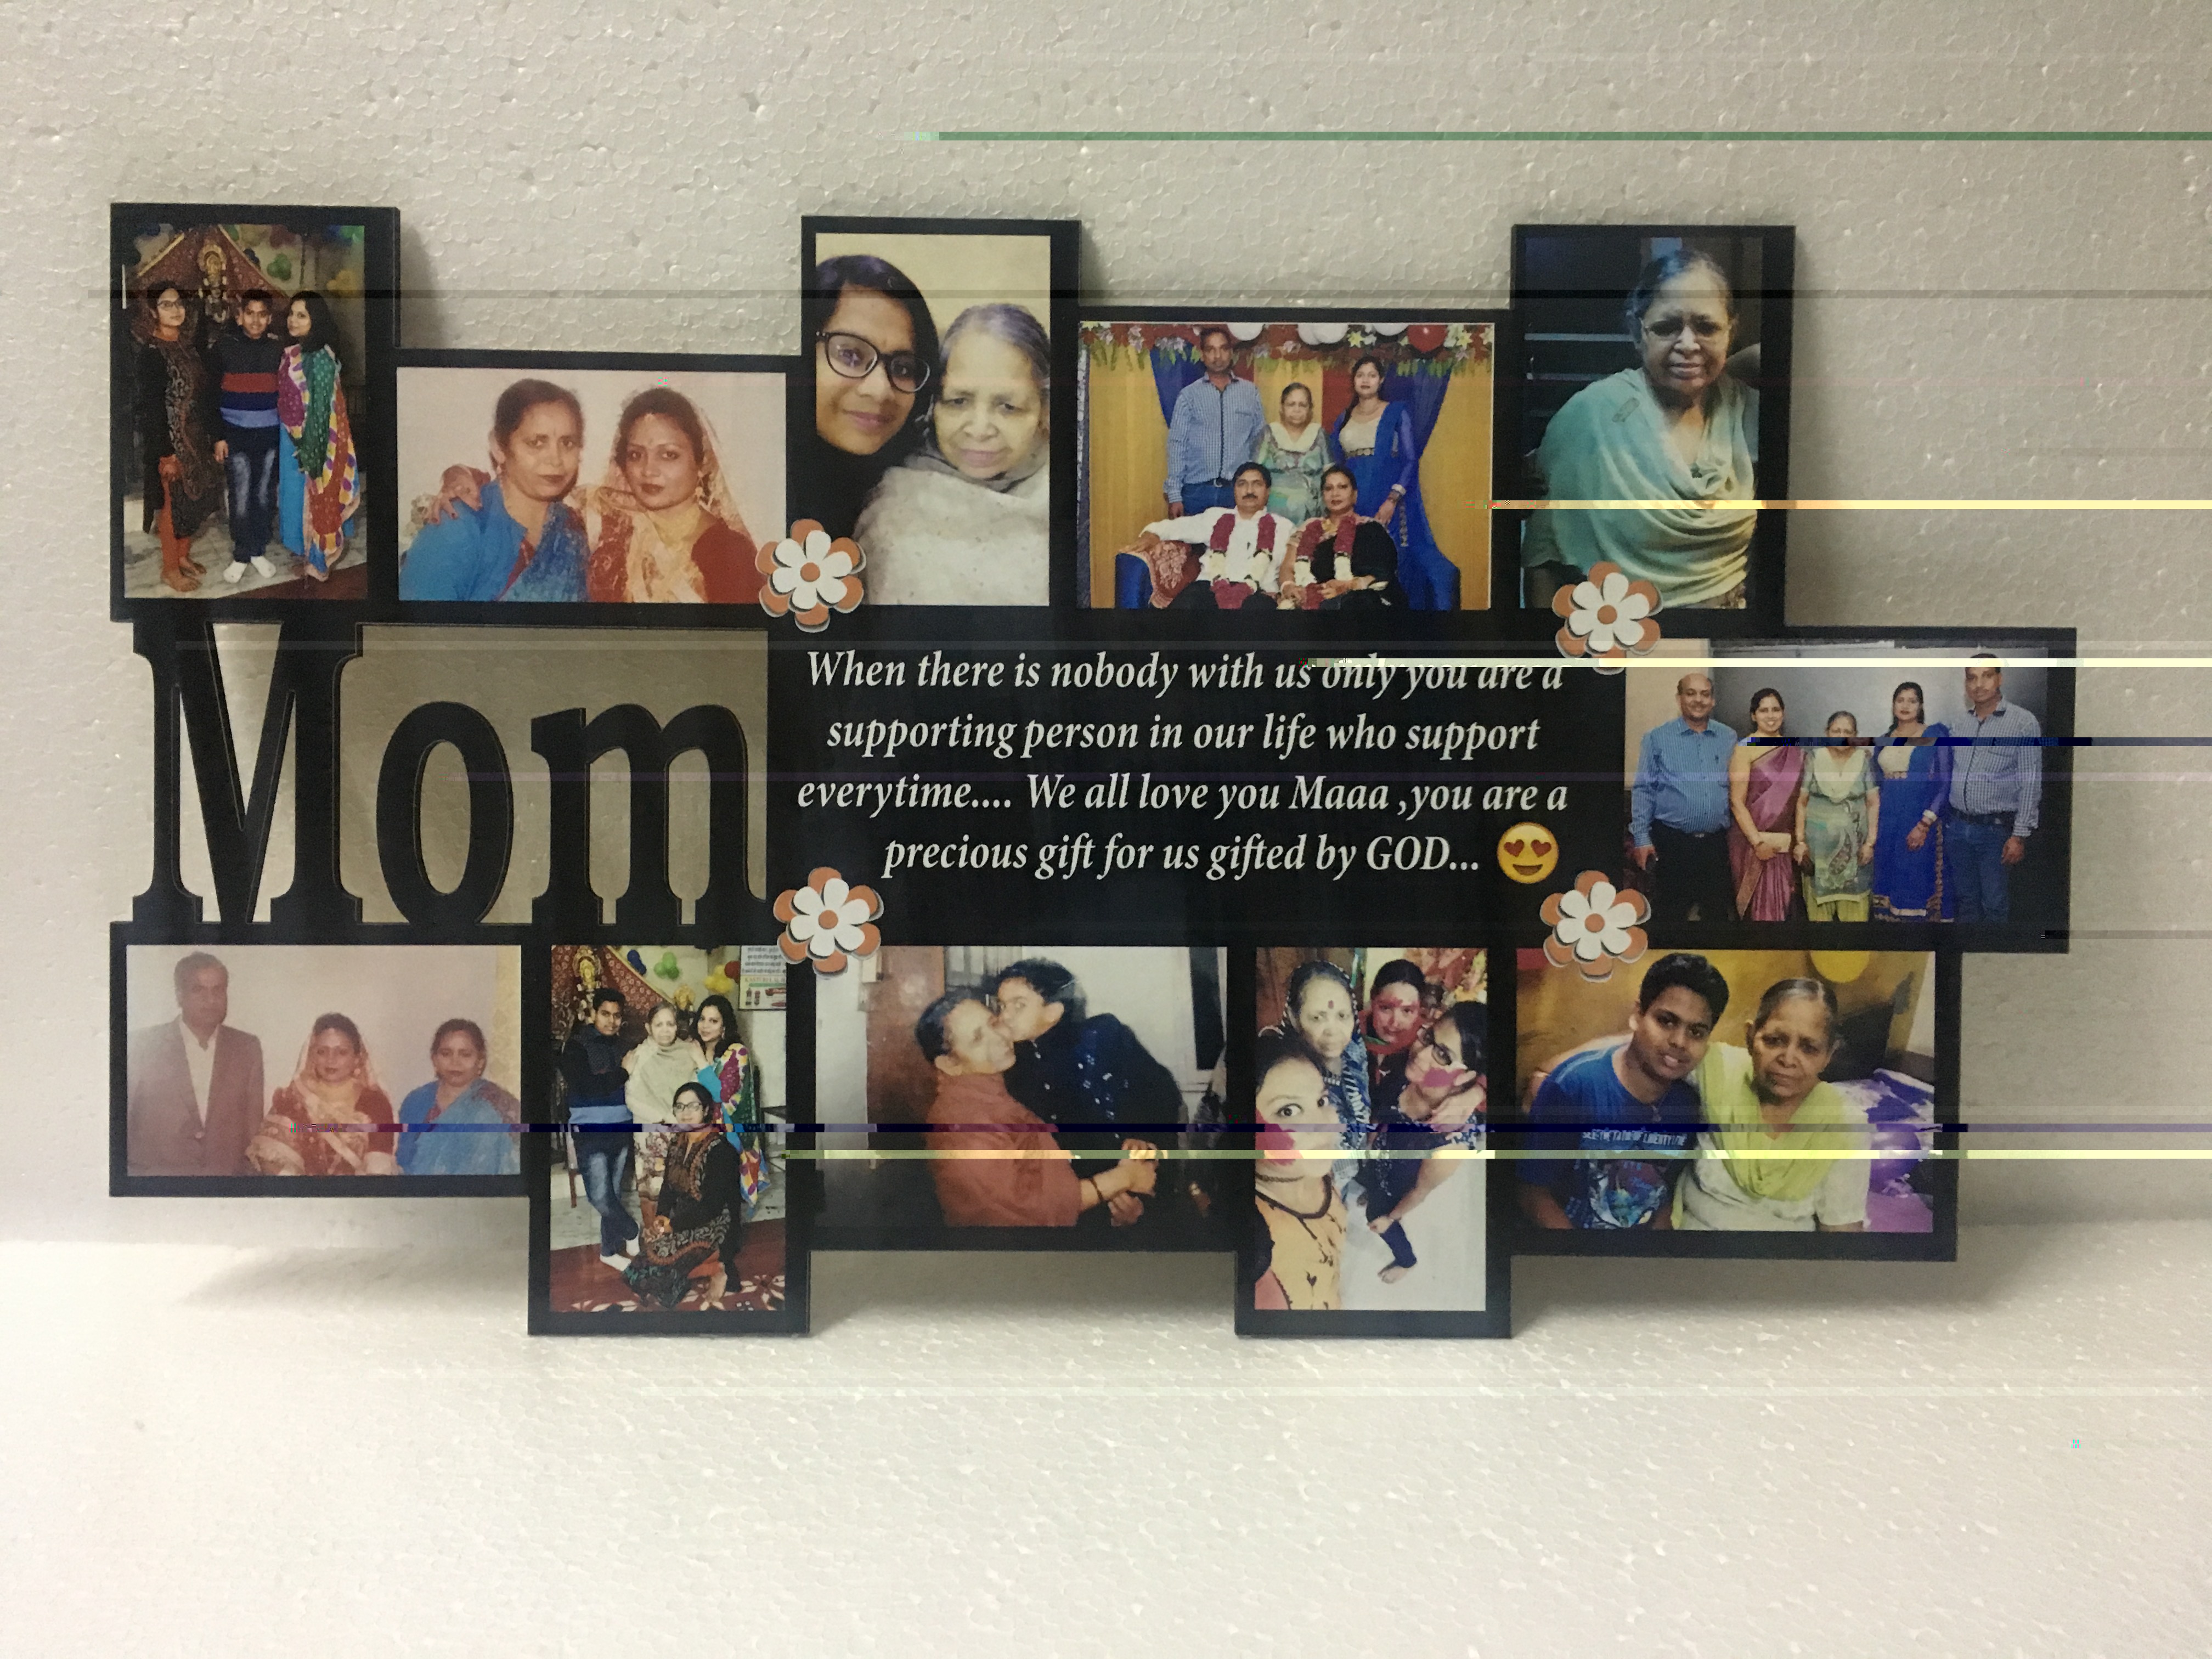 Mom
When there is nobody with us only you are a
supporting person in our life who support
everytime.... We all love you Maaa ,you are a
precious gift for us gifted by GOD... 😍